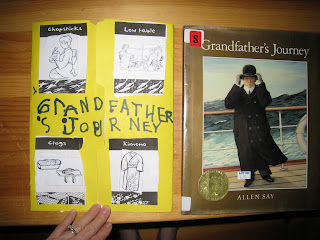 Chopsticks
Low table
GRANDFATHER
'S JOURNEY
Clogs
Kimono
S
Grandfather's Journey
ALLEN SAY